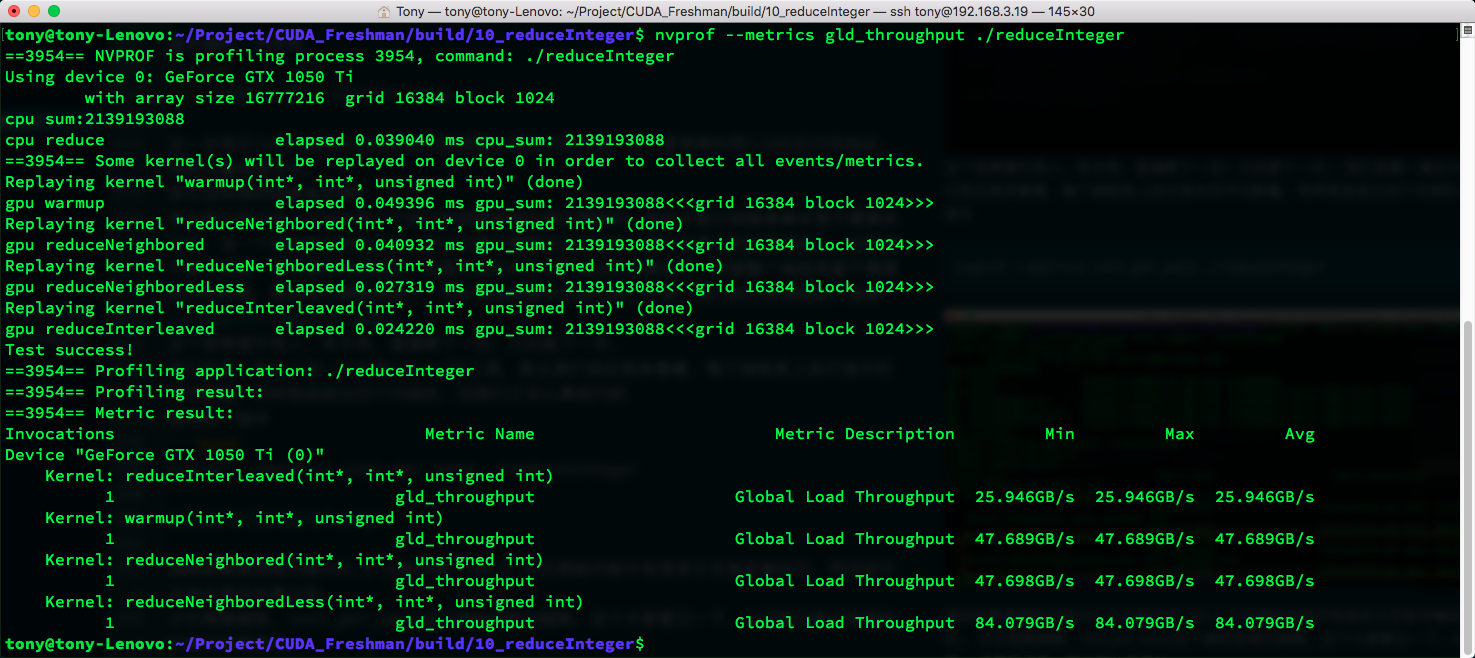 Tony — tony@tony-Lenovo: ~/Project/CUDA_Freshman/build/10_reduceInteger — ssh tony@192.168.3.19 — 145×30
tony@tony-Lenovo:~/Project/CUDA_Freshman/build/10_reduceInteger$ nvprof --metrics gld_throughput ./reduceInteger
==3954== NVPROF is profiling process 3954, command: ./reduceInteger
Using device 0: GeForce GTX 1050 Ti
        with array size 16777216  grid 16384 block 1024
cpu sum:2139193088
cpu reduce                 elapsed 0.039040 ms cpu_sum: 2139193088
==3954== Some kernel(s) will be replayed on device 0 in order to collect all events/metrics.
Replaying kernel "warmup(int*, int*, unsigned int)" (done)
gpu warmup                 elapsed 0.049396 ms gpu_sum: 2139193088<<<grid 16384 block 1024>>>
Replaying kernel "reduceNeighbored(int*, int*, unsigned int)" (done)
gpu reduceNeighbored       elapsed 0.040932 ms gpu_sum: 2139193088<<<grid 16384 block 1024>>>
Replaying kernel "reduceNeighboredLess(int*, int*, unsigned int)" (done)
gpu reduceNeighboredLess   elapsed 0.027319 ms gpu_sum: 2139193088<<<grid 16384 block 1024>>>
Replaying kernel "reduceInterleaved(int*, int*, unsigned int)" (done)
gpu reduceInterleaved      elapsed 0.024220 ms gpu_sum: 2139193088<<<grid 16384 block 1024>>>
Test success!
==3954== Profiling application: ./reduceInteger
==3954== Profiling result:
==3954== Metric result:
Invocations                               Metric Name                        Metric Description         Min         Max         Avg
Device "GeForce GTX 1050 Ti (0)"
    Kernel: reduceInterleaved(int*, int*, unsigned int)
          1                            gld_throughput                    Global Load Throughput  25.946GB/s  25.946GB/s  25.946GB/s
    Kernel: warmup(int*, int*, unsigned int)
          1                            gld_throughput                    Global Load Throughput  47.689GB/s  47.689GB/s  47.689GB/s
    Kernel: reduceNeighbored(int*, int*, unsigned int)
          1                            gld_throughput                    Global Load Throughput  47.698GB/s  47.698GB/s  47.698GB/s
    Kernel: reduceNeighboredLess(int*, int*, unsigned int)
          1                            gld_throughput                    Global Load Throughput  84.079GB/s  84.079GB/s  84.079GB/s
tony@tony-Lenovo:~/Project/CUDA_Freshman/build/10_reduceInteger$